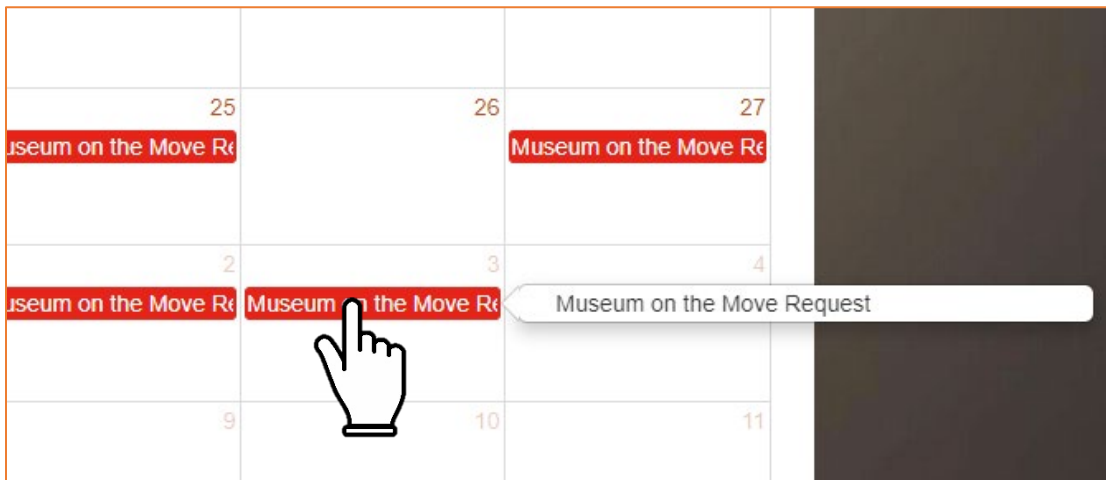 25 26 27
useum on the Move Re Museum on the Move Re
2 3 4
useum on the Move Re Museum on the Move Re Museum on the Move Request
9 10 11